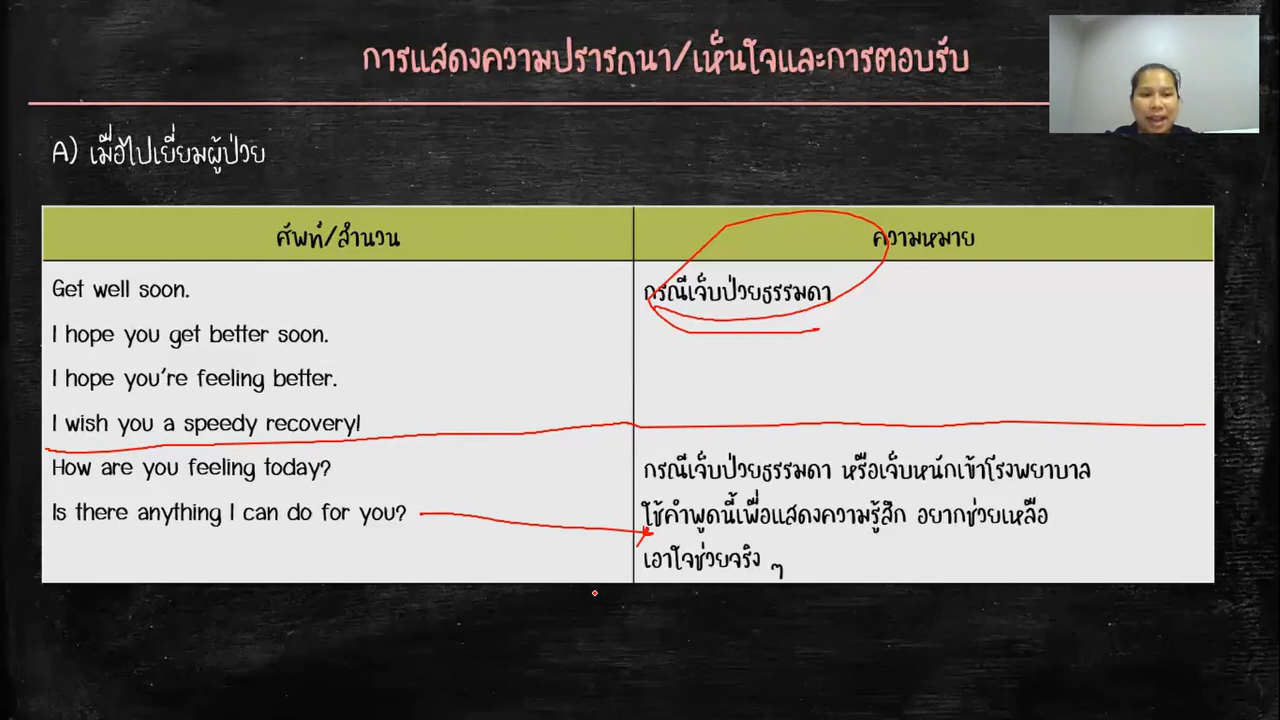 การแสดงความปรารถนา/เห็นใจและการตอบรับ
A) เมื่อไปเยี่ยมผู้ป่วย
ศัพท์/สำนวน ความหมาย
Get well soon. กรณีเจ็บป่วยธรรมดา
I hope you get better soon.
I hope you're feeling better.
I wish you a speedy recovery!
How are you feeling today? กรณีเจ็บป่วยธรรมดา หรือเจ็บหนักเข้าโรงพยาบาล
Is there anything I can do for you? ใช้คำพูดนี้เพื่อแสดงความรู้สึก อยากช่วยเหลือ
เอาใจช่วยจริง ๆ